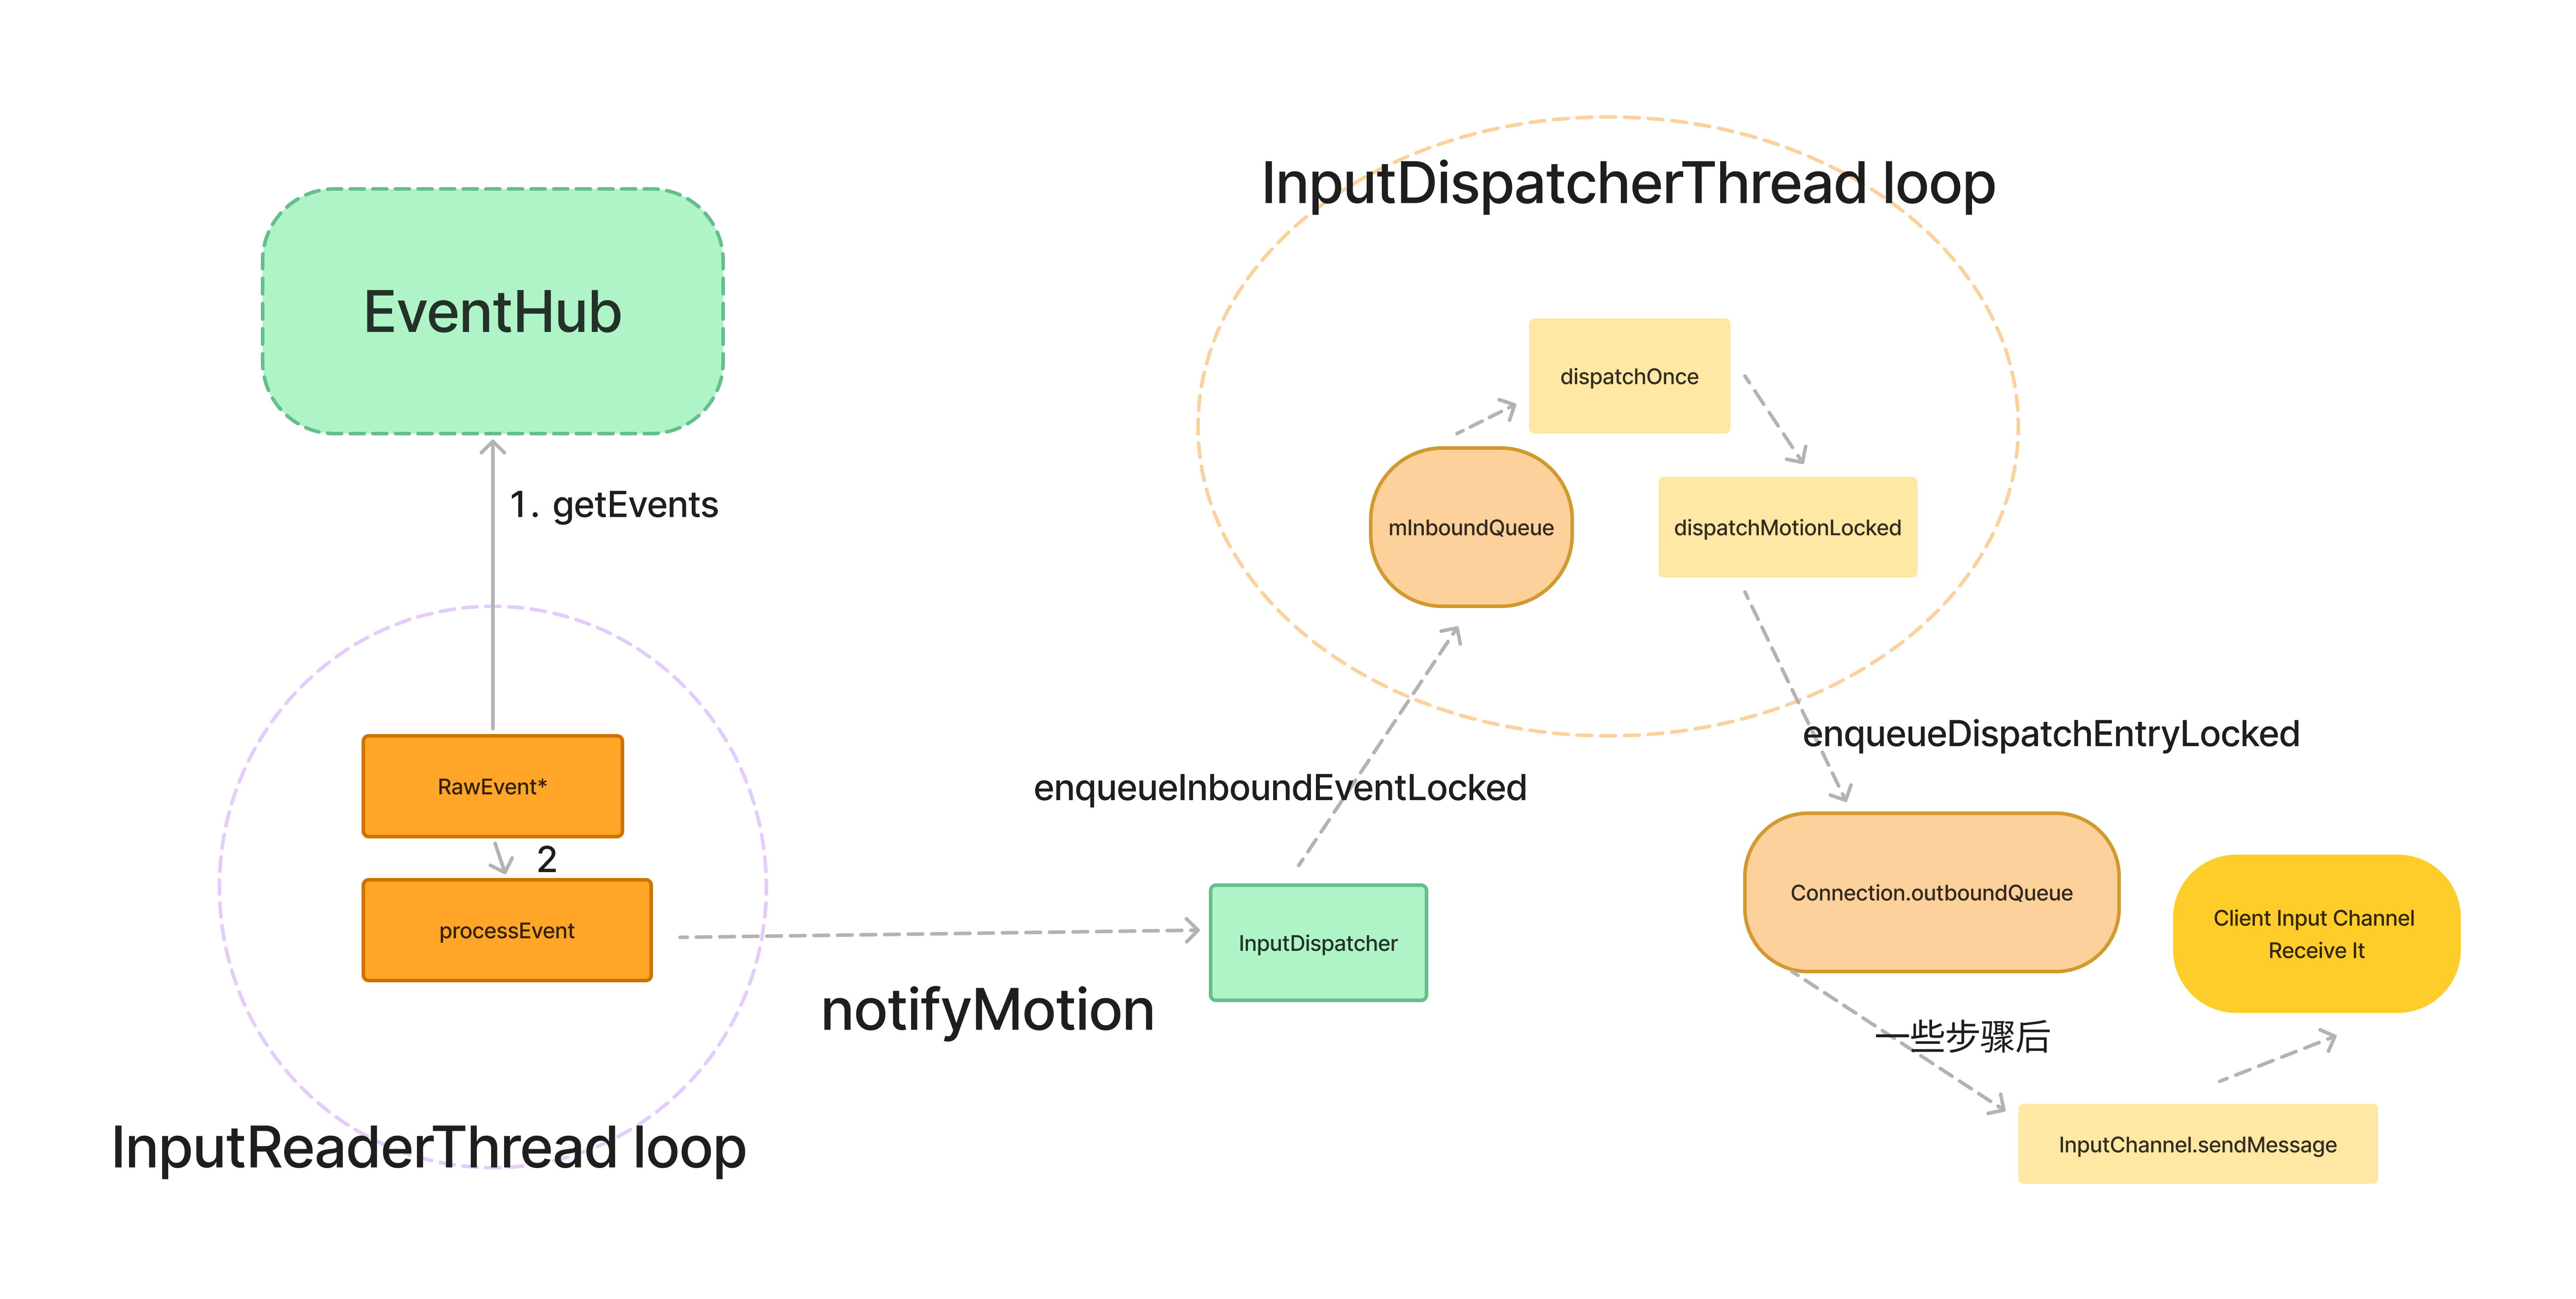 EventHub
1. getEvents
RawEvent*
2
processEvent
InputReaderThread loop
notifyMotion
InputDispatcher
enqueueInboundEventLocked
InputDispatcherThread loop
mInboundQueue
dispatchOnce
dispatchMotionLocked
enqueueDispatchEntryLocked
Connection.outboundQueue
一些步骤后
InputChannel.sendMessage
Client Input Channel
Receive It